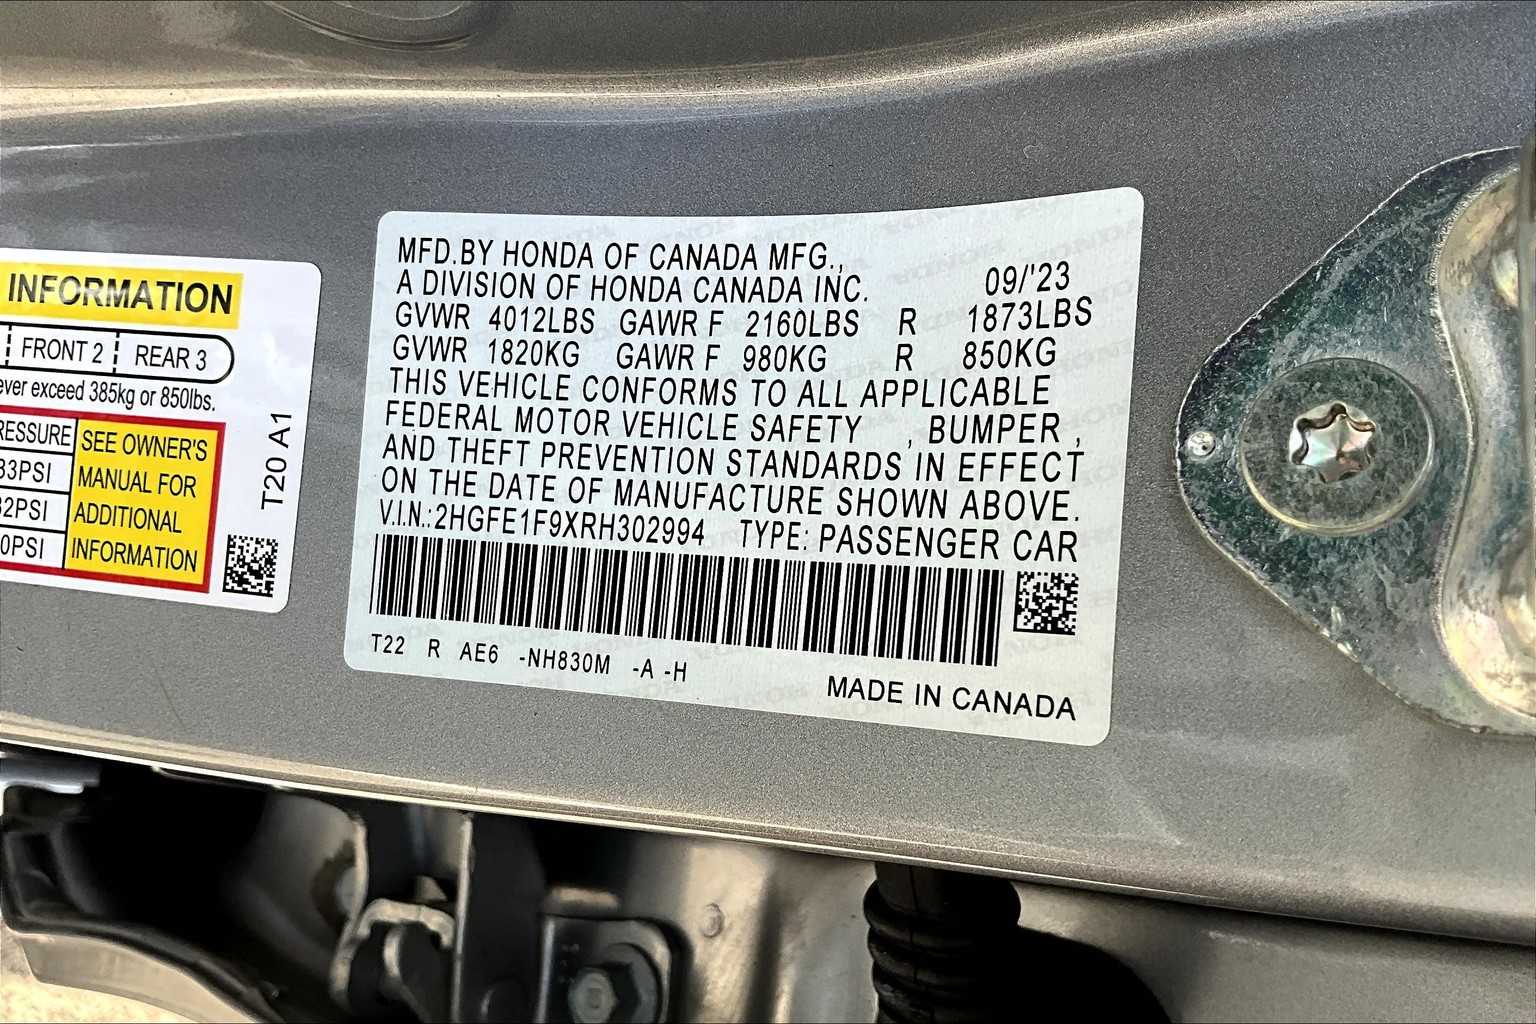 INFORMATION
FRONT 2 REAR 3
ever exceed 385kg or 850lbs.
RESSURE
33PSI
32PSI
0PSI
SEE OWNER'S
MANUAL FOR
ADDITIONAL
INFORMATION
T20 A1
MFD.BY HONDA OF CANADA MFG.,
A DIVISION OF HONDA CANADA INC. 09/'23
GVWR 4012LBS GAWR F 2160LBS R 1873LBS
GVWR 1820KG GAWR F 980KG R 850KG
THIS VEHICLE CONFORMS TO ALL APPLICABLE
FEDERAL MOTOR VEHICLE SAFETY , BUMPER ,
AND THEFT PREVENTION STANDARDS IN EFFECT
ON THE DATE OF MANUFACTURE SHOWN ABOVE.
V.I.N.:2HGFE1F9XRH302994 TYPE: PASSENGER CAR
T22 R AE6 -NH830M -A -H
MADE IN CANADA